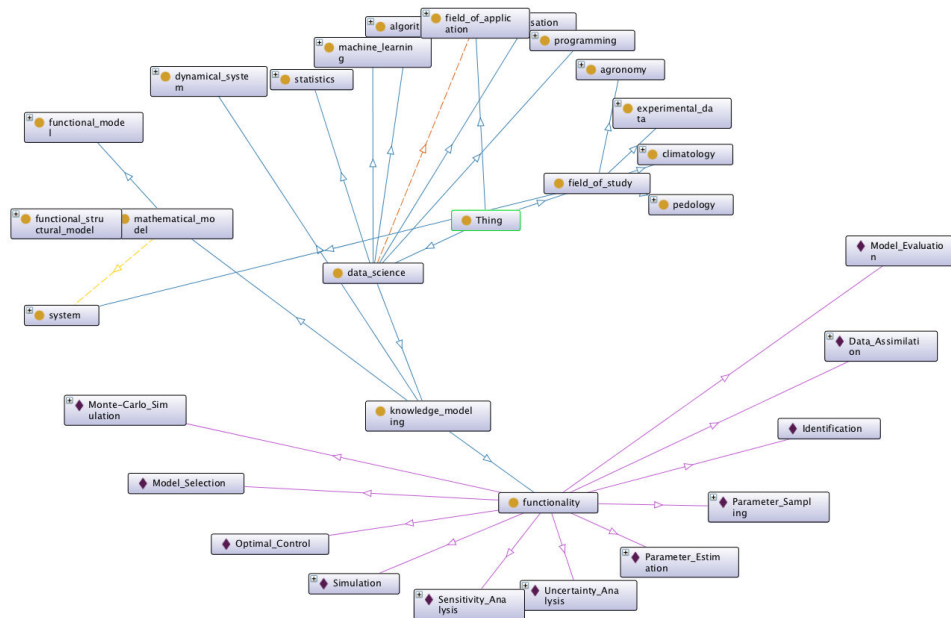 algorit
field_of_applic
ation
sation
machine_learnin
g
programming
dynamical_syste
m
statistics
agronomy
experimental_da
ta
functional_mode
l
climatology
field_of_study
pedology
functional_stru
ctural_model
mathematical_mo
del
Thing
Model_Evaluatio
n
data_science
system
Data_Assimilati
on
Monte-Carlo_Sim
ulation
knowledge_model
ing
Identification
Model_Selection
functionality
Parameter_Sampl
ing
Optimal_Control
Parameter_Estim
ation
Simulation
Sensitivity_Ana
lysis
Uncertainty_Ana
lysis